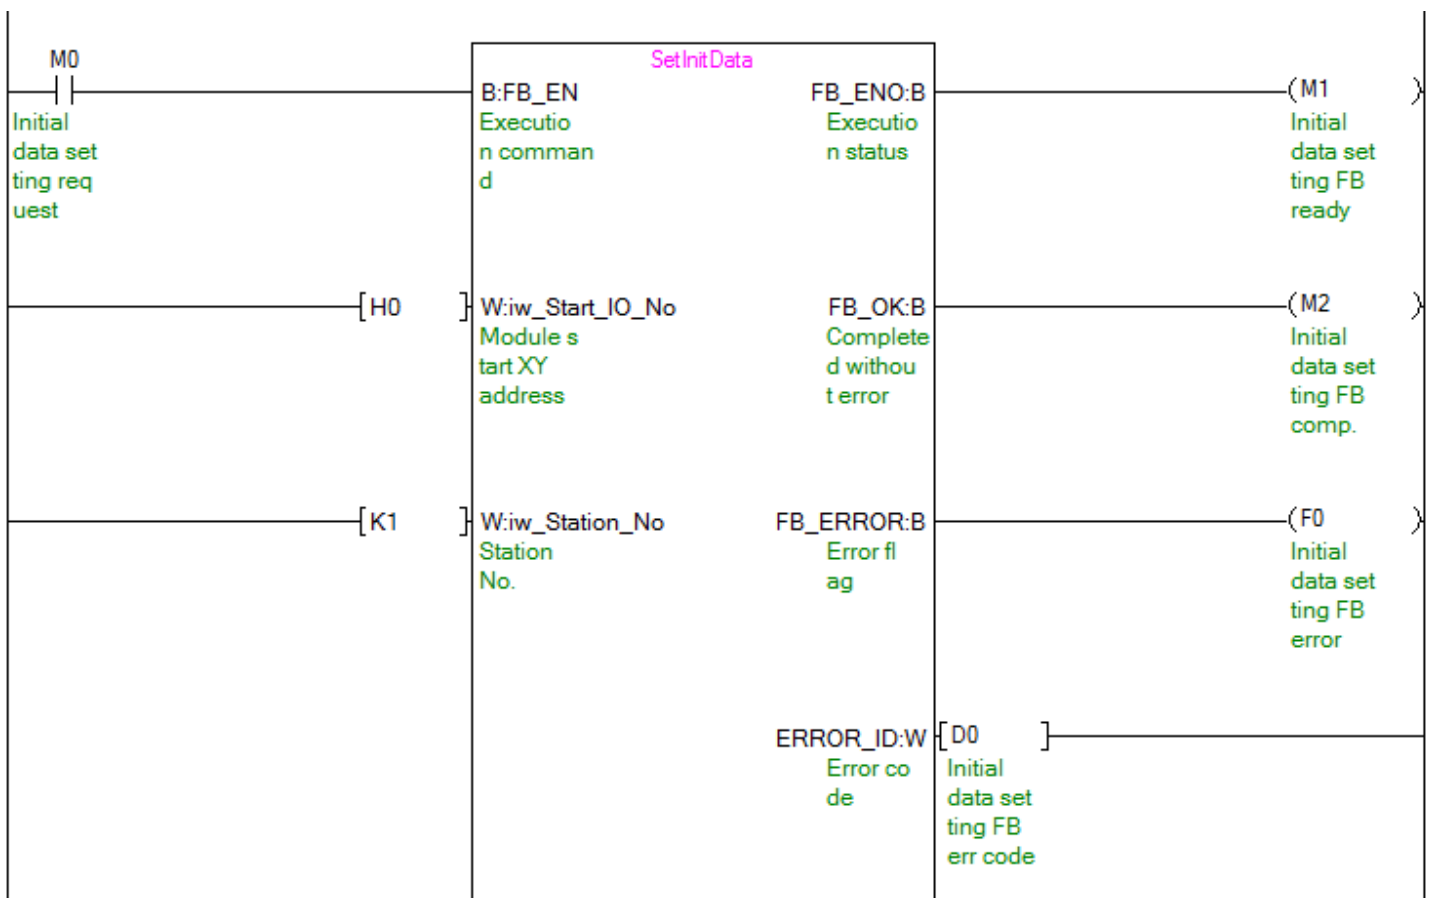 M0
Initial
data set
ting req
uest
SetInitData
B:FB_EN
Executio
n comman
d
FB_ENO:B
Executio
n status
M1
Initial
data set
ting FB
ready
H0
W:iw_Start_IO_No
Module s
tart XY
address
FB_OK:B
Complete
d withou
t error
M2
Initial
data set
ting FB
comp.
K1
W:iw_Station_No
Station
No.
FB_ERROR:B
Error fl
ag
F0
Initial
data set
ting FB
error
ERROR_ID:W
Error co
de
D0
Initial
data set
ting FB
err code